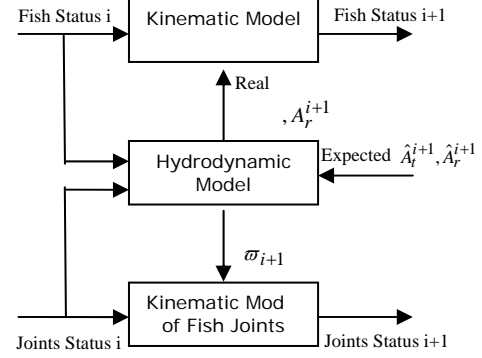 Fish Status i
Kinematic Model
Fish Status i+1
Real
, A_r^{i+1}
Hydrodynamic
Model
Expected Â_t^{i+1}, Â_r^{i+1}
ϖ_{i+1}
Kinematic Mod
of Fish Joints
Joints Status i
Joints Status i+1